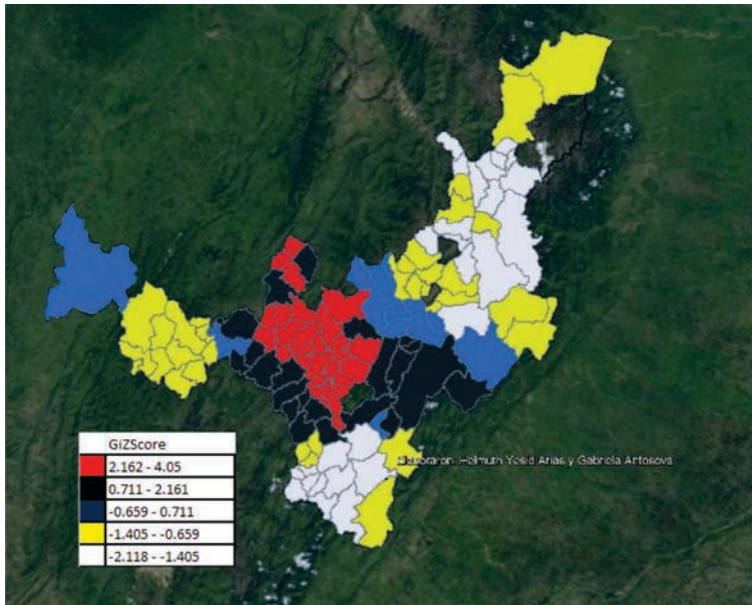 Elaboraron: Helmuth Yesid Arias y Gabriela Antosova
GiZScore
2.162 - 4.05
0.711 - 2.161
-0.659 - 0.711
-1.405 - -0.659
-2.118 - -1.405